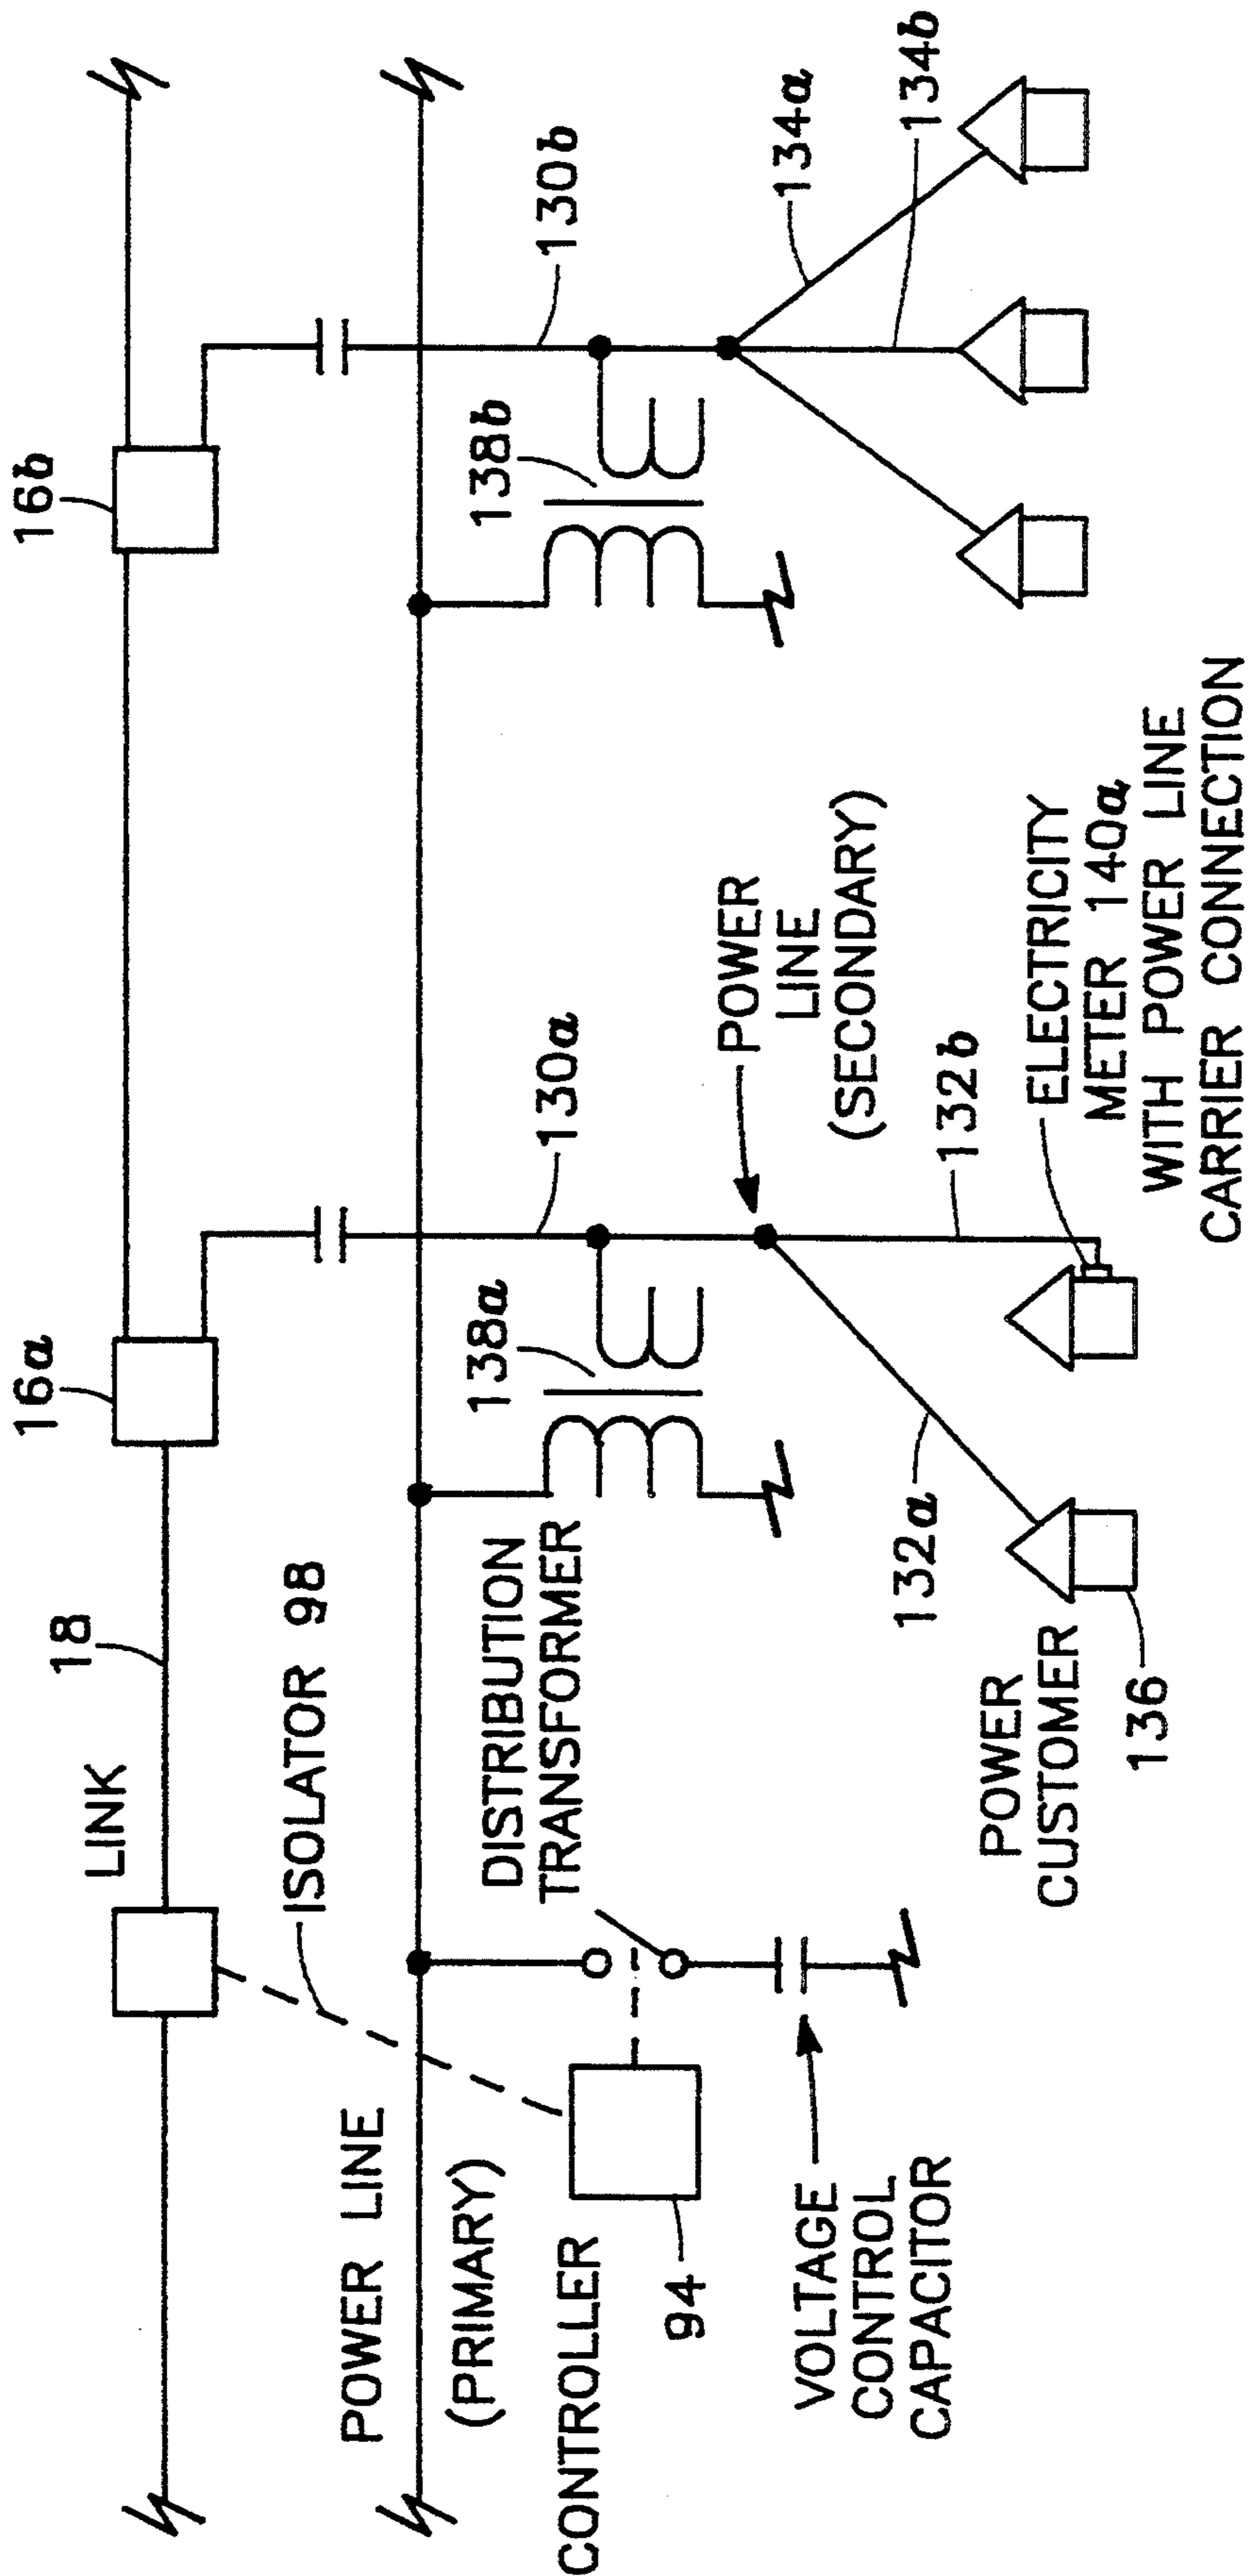 16a
16b
LINK
18
ISOLATOR 98
POWER LINE
(PRIMARY)
130a
130b
CONTROLLER
94
DISTRIBUTION
TRANSFORMER
138a
138b
VOLTAGE
CONTROL
CAPACITOR
POWER
LINE
(SECONDARY)
134a
134b
132a
132b
POWER
CUSTOMER
136
ELECTRICITY
METER 140a
WITH POWER LINE
CARRIER CONNECTION